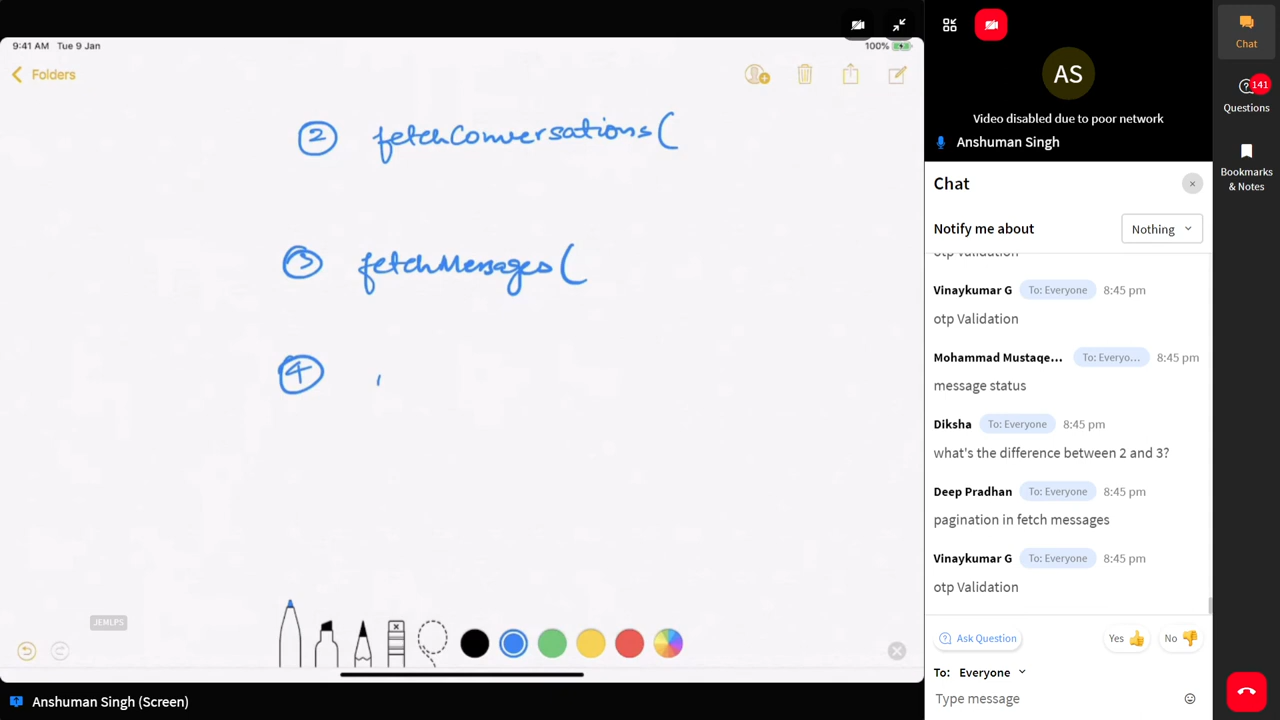 9:41 AM Tue 9 Jan
100%
Folders
② fetchConversations(
③ fetchMessages(
④
JEMLPS
Anshuman Singh (Screen)
AS
Video disabled due to poor network
Anshuman Singh
Chat
Notify me about
Nothing
otp Validation
Vinaykumar G To: Everyone 8:45 pm
otp Validation
Mohammad Mustaqe... To: Everyo... 8:45 pm
message status
Diksha To: Everyone 8:45 pm
what's the difference between 2 and 3?
Deep Pradhan To: Everyone 8:45 pm
pagination in fetch messages
Vinaykumar G To: Everyone 8:45 pm
otp Validation
Ask Question
Yes
No
To: Everyone
Type message
Chat
141
Questions
Bookmarks
& Notes